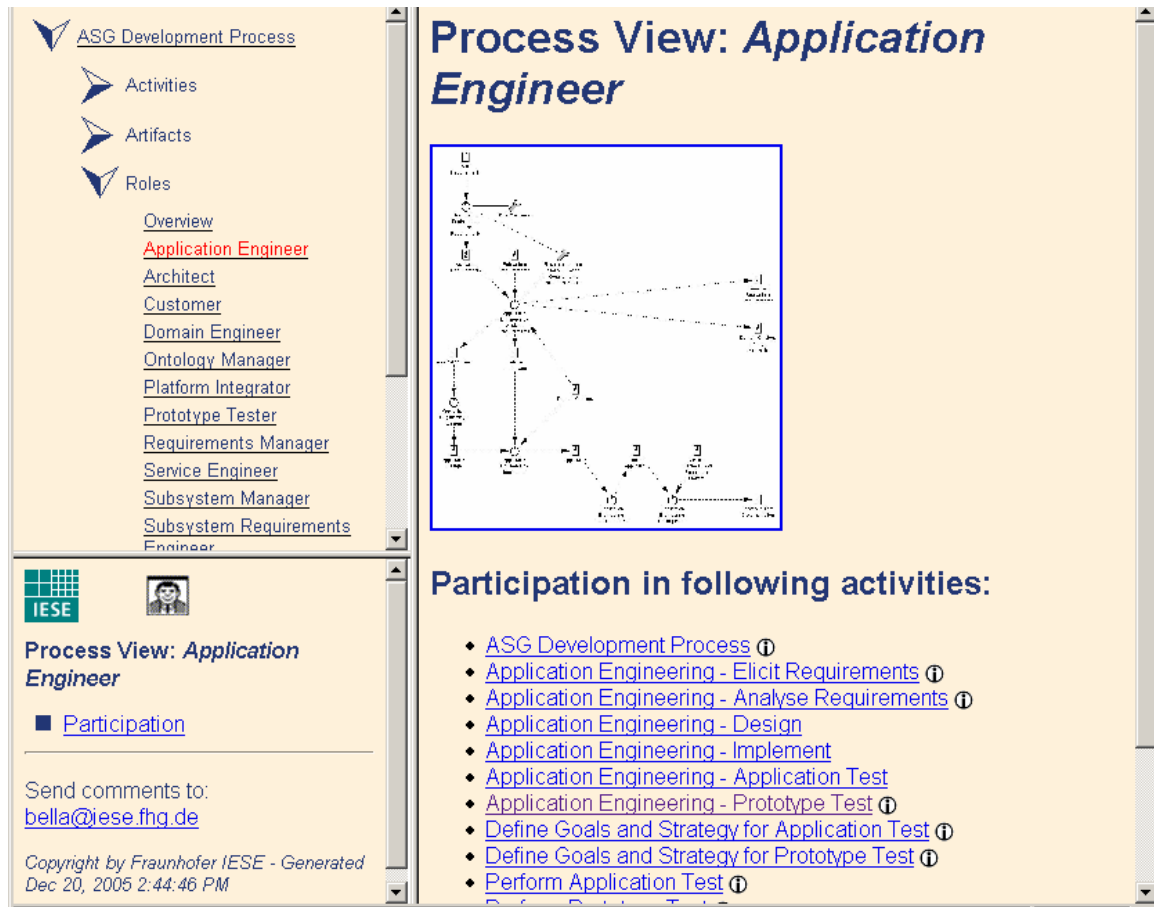 ASG Development Process
Activities
Artifacts
Roles
Overview
Application Engineer
Architect
Customer
Domain Engineer
Ontology Manager
Platform Integrator
Prototype Tester
Requirements Manager
Service Engineer
Subsystem Manager
Subsystem Requirements
Engineer
IESE
Process View: Application
Engineer
Participation
Send comments to:
bella@iese.fhg.de
Copyright by Fraunhofer IESE - Generated
Dec 20, 2005 2:44:46 PM
Process View: Application
Engineer
Participation in following activities:
ASG Development Process
Application Engineering - Elicit Requirements
Application Engineering - Analyse Requirements
Application Engineering - Design
Application Engineering - Implement
Application Engineering - Application Test
Application Engineering - Prototype Test
Define Goals and Strategy for Application Test
Define Goals and Strategy for Prototype Test
Perform Application Test